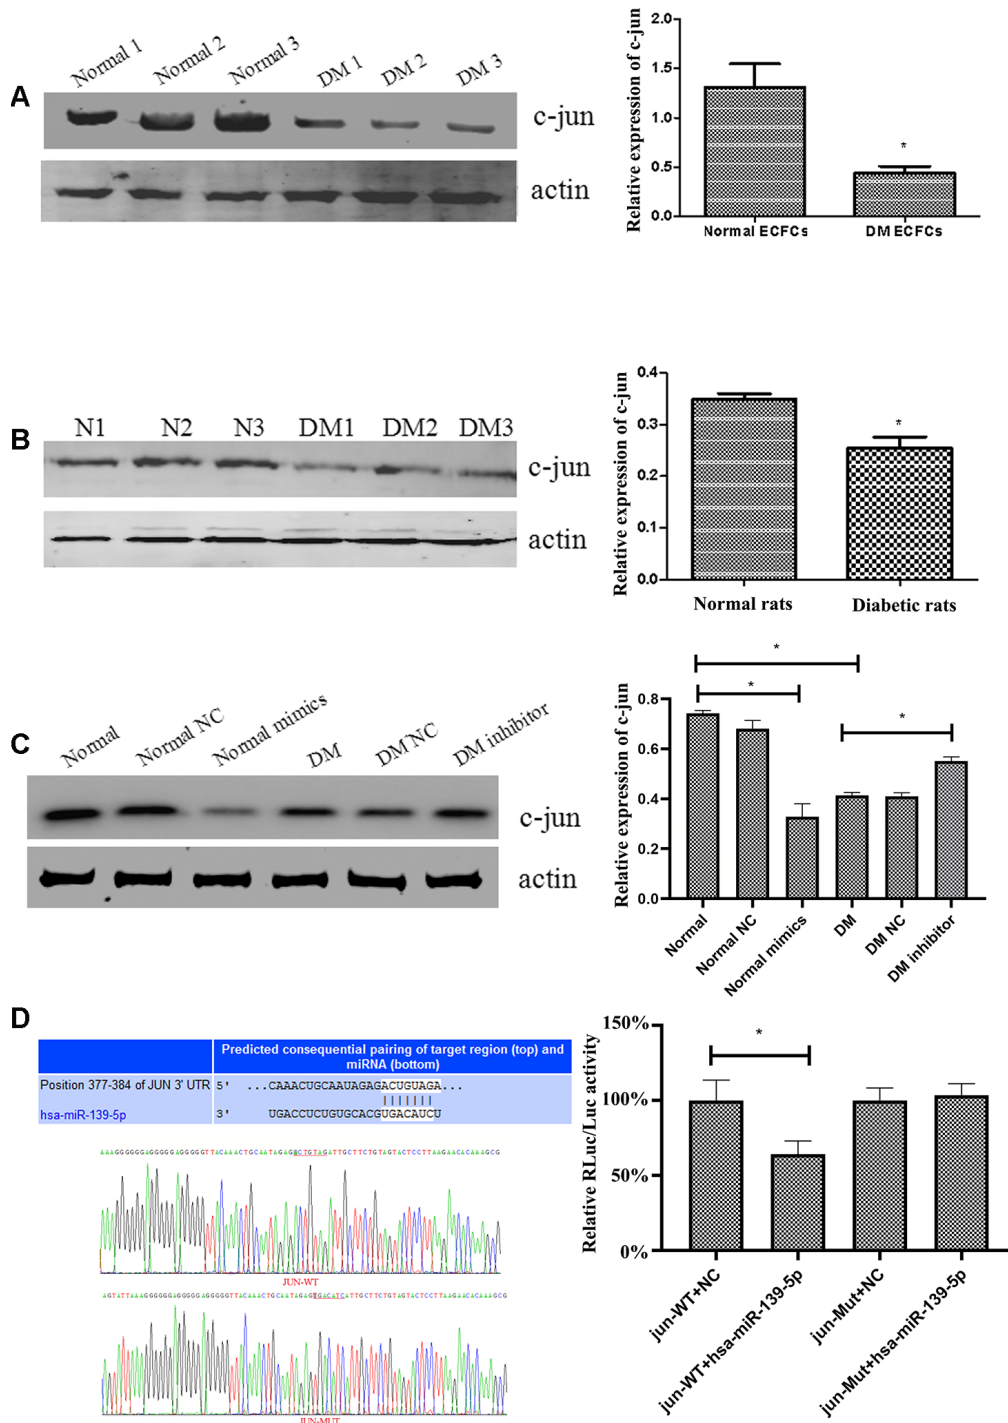 A
Normal 1 Normal 2 Normal 3 DM 1 DM 2 DM 3
c-jun
actin
Relative expression of c-jun
2.0
1.5
1.0
0.5
0.0
*
Normal ECFCs DM ECFCs
B
N1 N2 N3 DM1 DM2 DM3
c-jun
actin
Relative expression of c-jun
0.4
0.3
0.2
0.1
0.0
*
Normal rats Diabetic rats
C
Normal Normal NC Normal mimics DM DM NC DM inhibitor
c-jun
actin
Relative expression of c-jun
*
*
*
0.8
0.6
0.4
0.2
0.0
Normal Normal NC Normal mimics DM DM NC DM inhibitor
D
Predicted consequential pairing of target region (top) and
miRNA (bottom)
Position 377-384 of JUN 3' UTR 5' ...CAAACUGCAAUAGAGACUGUAGA...
| | | | | | |
hsa-miR-139-5p 3' UGACCUCUGUGCACGUGACAUCU
AAAGGGGGGAGGGGGAGGGGGTTACAAACTGCAATAGAGACTGTAGATTGCTTCTGTAGTACTCCTTAAGAACACAAAGCG
JUN-WT
AGTATTAAAGGGGGGAGGGGGAGGGGGTTACAAACTGCAATAGAGTGACATCATTGCTTCTGTAGTACTCCTTAAGAACACAAAGCG
JUN-MUT
Relative RLuc/Luc activity
150%
100%
50%
0%
*
jun-WT+NC jun-WT+hsa-miR-139-5p jun-Mut+NC jun-Mut+hsa-miR-139-5p